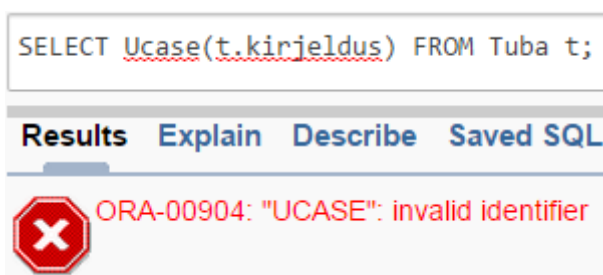 SELECT Ucase(t.kirjeldus) FROM Tuba t;
Results Explain Describe Saved SQL
ORA-00904: "UCASE": invalid identifier